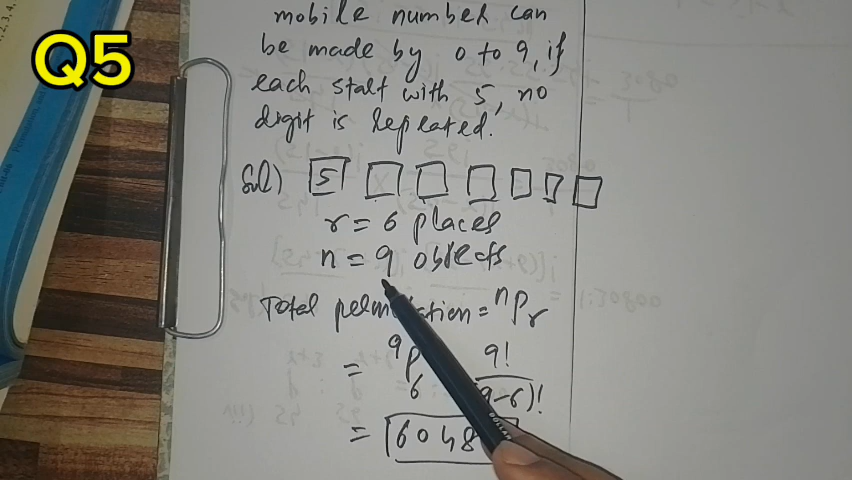 Q5
mobile number can
be made by 0 to 9, if
each start with 5, no
digit is repeated.
Sol) 5
r = 6 places
n = 9 objects
Total = nPr
= 9P6 9!
(9-6)!
= 6048